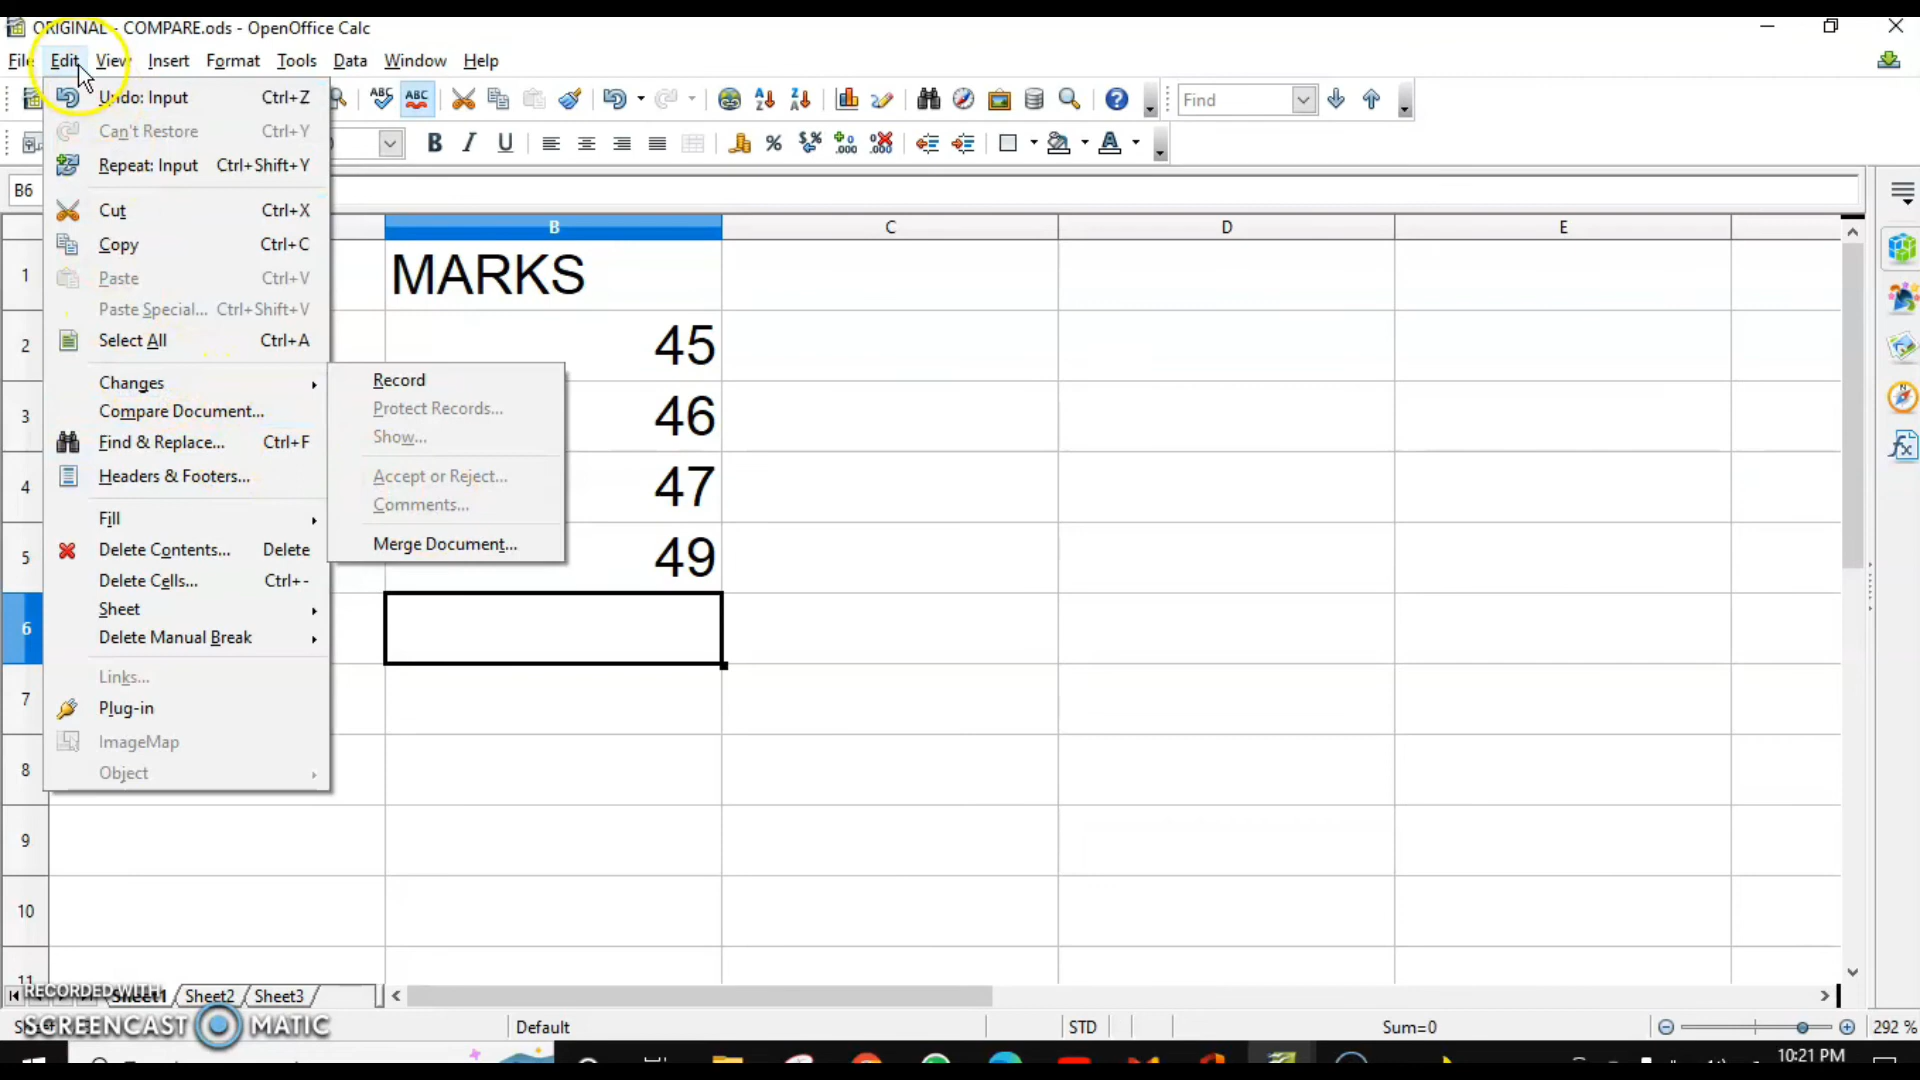 ORIGINAL - COMPARE.ods - OpenOffice Calc
File Edit View Insert Format Tools Data Window Help
Undo: Input Ctrl+Z
Can't Restore Ctrl+Y
Repeat: Input Ctrl+Shift+Y
Cut Ctrl+X
Copy Ctrl+C
Paste Ctrl+V
Paste Special... Ctrl+Shift+V
Select All Ctrl+A
Changes
Compare Document...
Find & Replace... Ctrl+F
Headers & Footers...
Fill
Delete Contents... Delete
Delete Cells... Ctrl+-
Sheet
Delete Manual Break
Links...
Plug-in
ImageMap
Object
Record
Protect Records...
Show...
Accept or Reject...
Comments...
Merge Document...
ABC ABC Find
B I U
B6
B C D E
1 MARKS
2 45
3 46
4 47
5 49
6
7
8
9
10
11
RECORDED WITH
SCREENCAST MATIC
Sheet1 Sheet2 Sheet3
Default STD Sum=0 292 %
10:21 PM